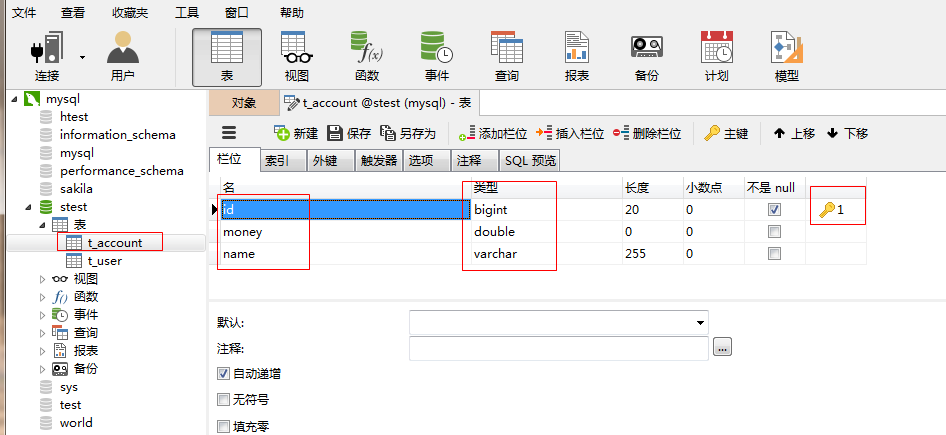 文件 查看 收藏夹 工具 窗口 帮助
连接 用户 表 视图 函数 事件 查询 报表 备份 计划 模型
mysql
htest
information_schema
mysql
performance_schema
sakila
stest
表
t_account
t_user
视图
函数
事件
查询
报表
备份
sys
test
world
对象 t_account @stest (mysql) - 表
新建 保存 另存为 添加栏位 插入栏位 删除栏位 主键 上移 下移
栏位 索引 外键 触发器 选项 注释 SQL 预览
名 类型 长度 小数点 不是 null
id bigint 20 0 1
money double 0 0
name varchar 255 0
默认:
注释: ...
自动递增
无符号
填充零